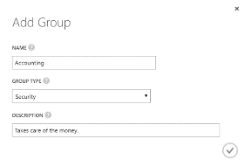 Add Group
NAME
Accounting
GROUP TYPE
Security
DESCRIPTION
Takes care of the money.